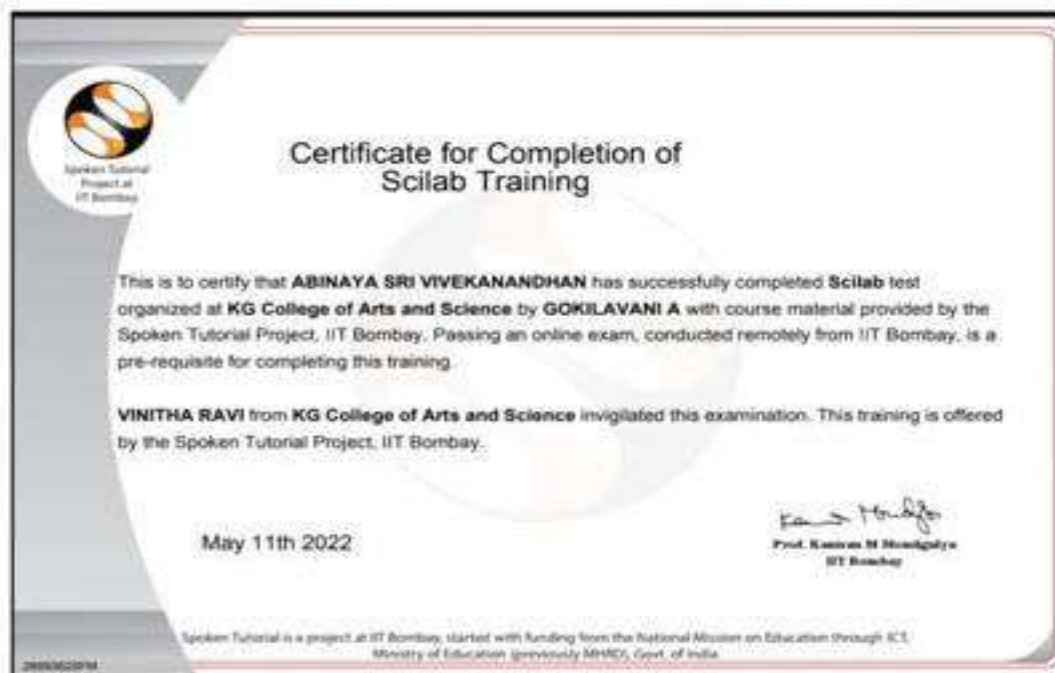 Spoken Tutorial
Project at
IIT Bombay
Certificate for Completion of
Scilab Training
This is to certify that ABINAYA SRI VIVEKANANDHAN has successfully completed Scilab test
organized at KG College of Arts and Science by GOKILAVANI A with course material provided by the
Spoken Tutorial Project, IIT Bombay. Passing an online exam, conducted remotely from IIT Bombay, is a
pre-requisite for completing this training.
VINITHA RAVI from KG College of Arts and Science invigilated this examination. This training is offered
by the Spoken Tutorial Project, IIT Bombay.
May 11th 2022
Prof. Kannan M Moudgalya
IIT Bombay
Spoken Tutorial is a project at IIT Bombay, started with funding from the National Mission on Education through ICT,
Ministry of Education (previously MHRD), Govt. of India